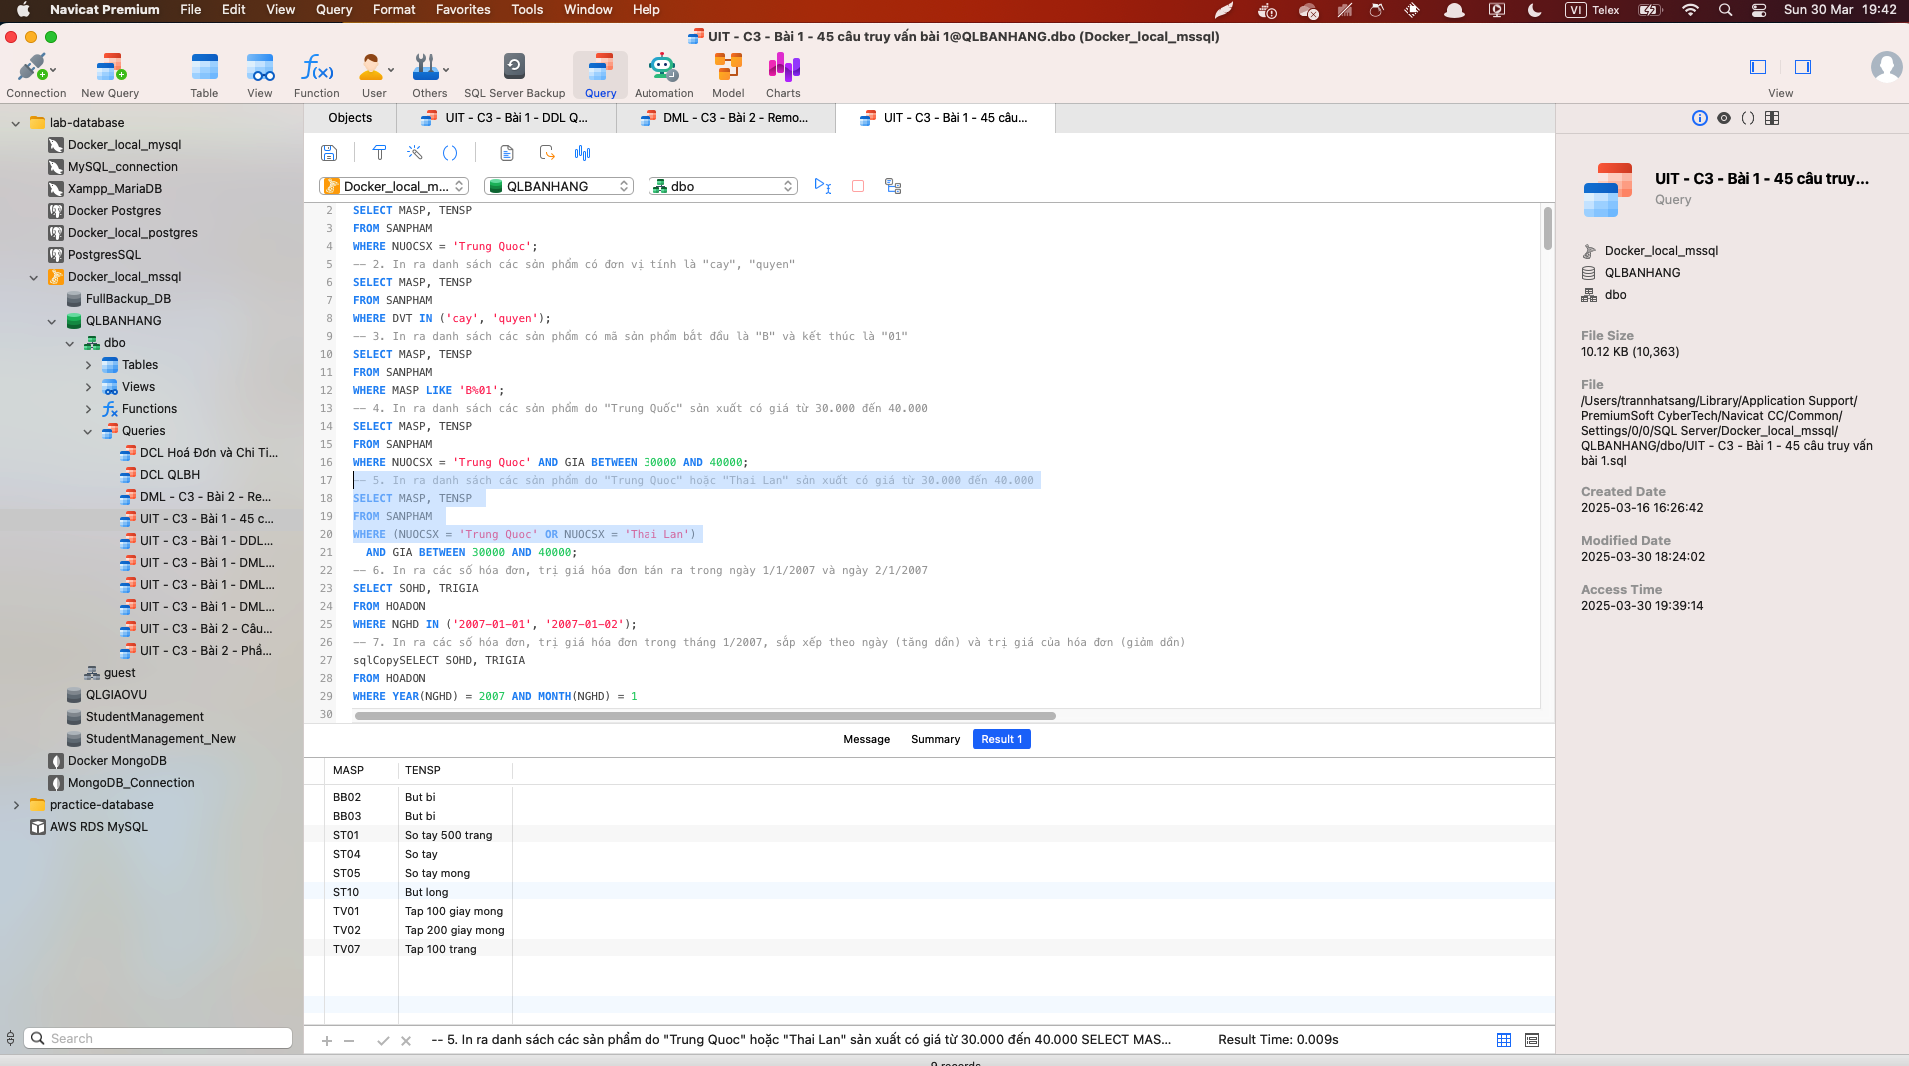 Navicat Premium File Edit View Query Format Favorites Tools Window Help VI Telex Sun 30 Mar 19:42
UIT - C3 - Bài 1 - 45 câu truy vấn bài 1@QLBANHANG.dbo (Docker_local_mssql)
Connection New Query Table View Function User Others SQL Server Backup Query Automation Model Charts View
lab-database
Docker_local_mysql
MySQL_connection
Xampp_MariaDB
Docker Postgres
Docker_local_postgres
PostgresSQL
Docker_local_mssql
FullBackup_DB
QLBANHANG
dbo
Tables
Views
Functions
Queries
DCL Hoá Đơn và Chi Ti...
DCL QLBH
DML - C3 - Bài 2 - Re...
UIT - C3 - Bài 1 - 45 c...
UIT - C3 - Bài 1 - DDL...
UIT - C3 - Bài 1 - DML...
UIT - C3 - Bài 1 - DML...
UIT - C3 - Bài 1 - DML...
UIT - C3 - Bài 2 - Câu...
UIT - C3 - Bài 2 - Phầ...
guest
QLGIAOVU
StudentManagement
StudentManagement_New
Docker MongoDB
MongoDB_Connection
practice-database
AWS RDS MySQL
Search
Objects UIT - C3 - Bài 1 - DDL Q... DML - C3 - Bài 2 - Remo... UIT - C3 - Bài 1 - 45 câu...
Docker_local_m... QLBANHANG dbo
2 SELECT MASP, TENSP
3 FROM SANPHAM
4 WHERE NUOCSX = 'Trung Quoc';
5 -- 2. In ra danh sách các sản phẩm có đơn vị tính là "cay", "quyen"
6 SELECT MASP, TENSP
7 FROM SANPHAM
8 WHERE DVT IN ('cay', 'quyen');
9 -- 3. In ra danh sách các sản phẩm có mã sản phẩm bắt đầu là "B" và kết thúc là "01"
10 SELECT MASP, TENSP
11 FROM SANPHAM
12 WHERE MASP LIKE 'B%01';
13 -- 4. In ra danh sách các sản phẩm do "Trung Quốc" sản xuất có giá từ 30.000 đến 40.000
14 SELECT MASP, TENSP
15 FROM SANPHAM
16 WHERE NUOCSX = 'Trung Quoc' AND GIA BETWEEN 30000 AND 40000;
17 -- 5. In ra danh sách các sản phẩm do "Trung Quoc" hoặc "Thai Lan" sản xuất có giá từ 30.000 đến 40.000
18 SELECT MASP, TENSP
19 FROM SANPHAM
20 WHERE (NUOCSX = 'Trung Quoc' OR NUOCSX = 'Thai Lan')
21 AND GIA BETWEEN 30000 AND 40000;
22 -- 6. In ra các số hóa đơn, trị giá hóa đơn bán ra trong ngày 1/1/2007 và ngày 2/1/2007
23 SELECT SOHD, TRIGIA
24 FROM HOADON
25 WHERE NGHD IN ('2007-01-01', '2007-01-02');
26 -- 7. In ra các số hóa đơn, trị giá hóa đơn trong tháng 1/2007, sắp xếp theo ngày (tăng dần) và trị giá của hóa đơn (giảm dần)
27 sqlCopySELECT SOHD, TRIGIA
28 FROM HOADON
29 WHERE YEAR(NGHD) = 2007 AND MONTH(NGHD) = 1
30
Message Summary Result 1
MASP TENSP
BB02 But bi
BB03 But bi
ST01 So tay 500 trang
ST04 So tay
ST05 So tay mong
ST10 But long
TV01 Tap 100 giay mong
TV02 Tap 200 giay mong
TV07 Tap 100 trang
-- 5. In ra danh sách các sản phẩm do "Trung Quoc" hoặc "Thai Lan" sản xuất có giá từ 30.000 đến 40.000 SELECT MAS... Result Time: 0.009s
9 records
UIT - C3 - Bài 1 - 45 câu truy...
Query
Docker_local_mssql
QLBANHANG
dbo
File Size
10.12 KB (10,363)
File
/Users/trannhatsang/Library/Application Support/
PremiumSoft CyberTech/Navicat CC/Common/
Settings/0/0/SQL Server/Docker_local_mssql/
QLBANHANG/dbo/UIT - C3 - Bài 1 - 45 câu truy vấn
bài 1.sql
Created Date
2025-03-16 16:26:42
Modified Date
2025-03-30 18:24:02
Access Time
2025-03-30 19:39:14